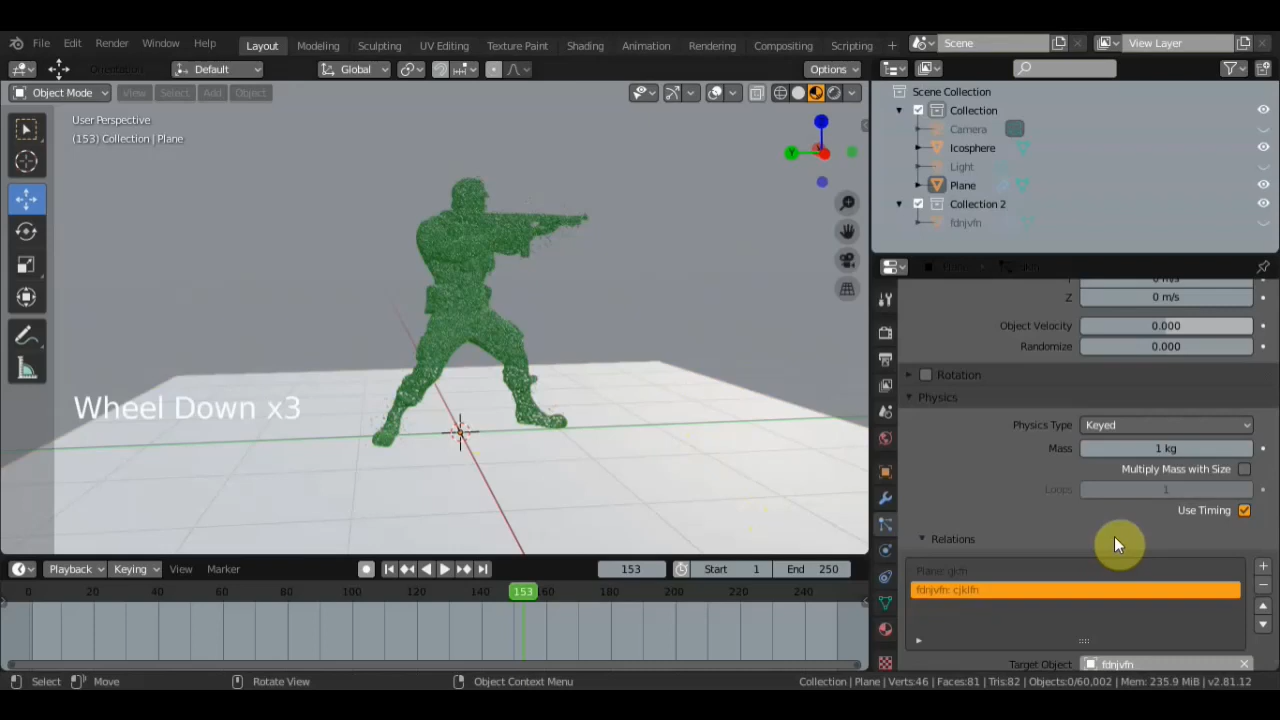 File Edit Render Window Help Layout Modeling Sculpting UV Editing Texture Paint Shading Animation Rendering Compositing Scripting + Scene View Layer
Orientation: Default Global Options
Object Mode View Select Add Object
User Perspective
(153) Collection | Plane
Scene Collection
Collection
Camera
Icosphere
Light
Plane
Collection 2
fdnjvfn
Z 0 m/s
Object Velocity 0.000
Randomize 0.000
Rotation
Physics
Physics Type Keyed
Mass 1 kg
Multiply Mass with Size
Loops 1
Use Timing
Relations
Plane: gkfn
fdnjvfn: cjklfn
Target Object fdnjvfn
Wheel Down x3
Playback Keying View Marker 153 Start 1 End 250
0 20 40 60 80 100 120 140 153 60 180 200 220 240
Select Move Rotate View Object Context Menu Collection | Plane | Verts:46 | Faces:81 | Tris:82 | Objects:0/60,002 | Mem: 235.9 MiB | v2.81.12